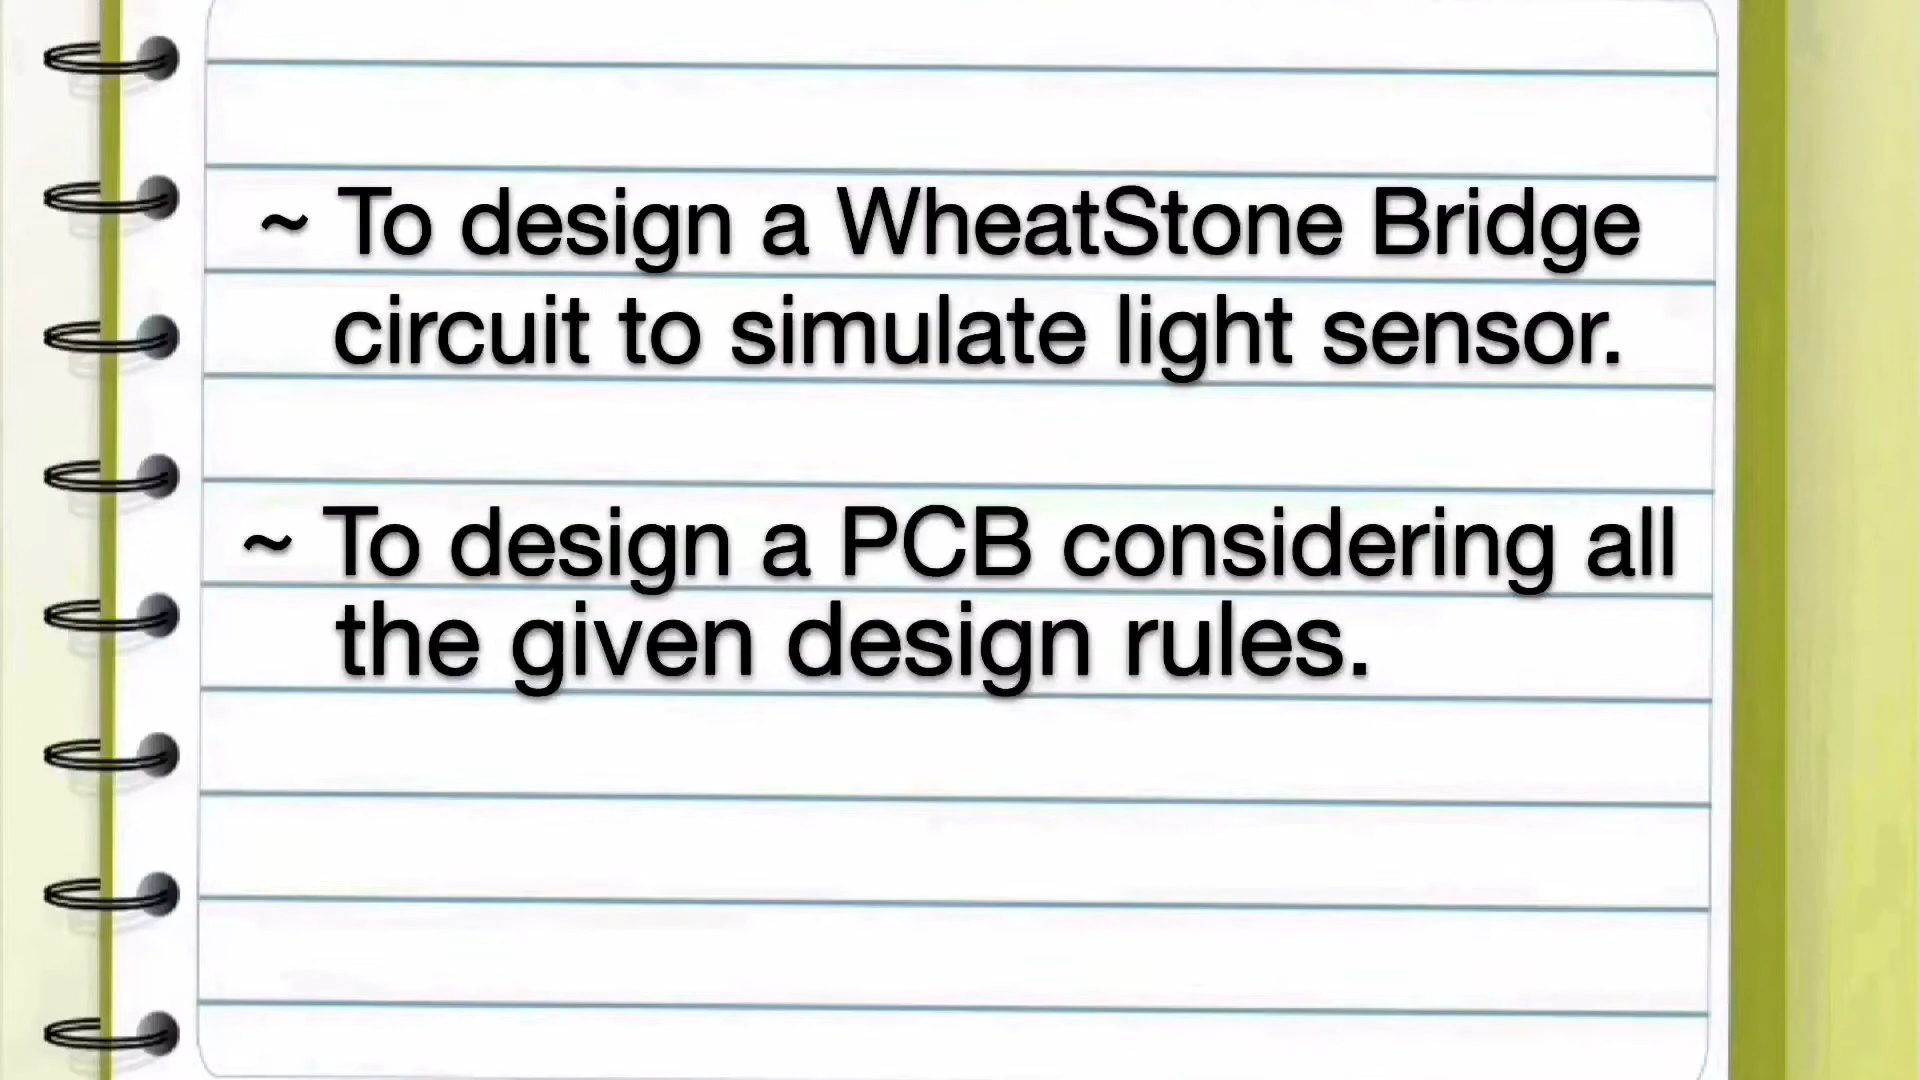 ~ To design a WheatStone Bridge
circuit to simulate light sensor.
~ To design a PCB considering all
the given design rules.